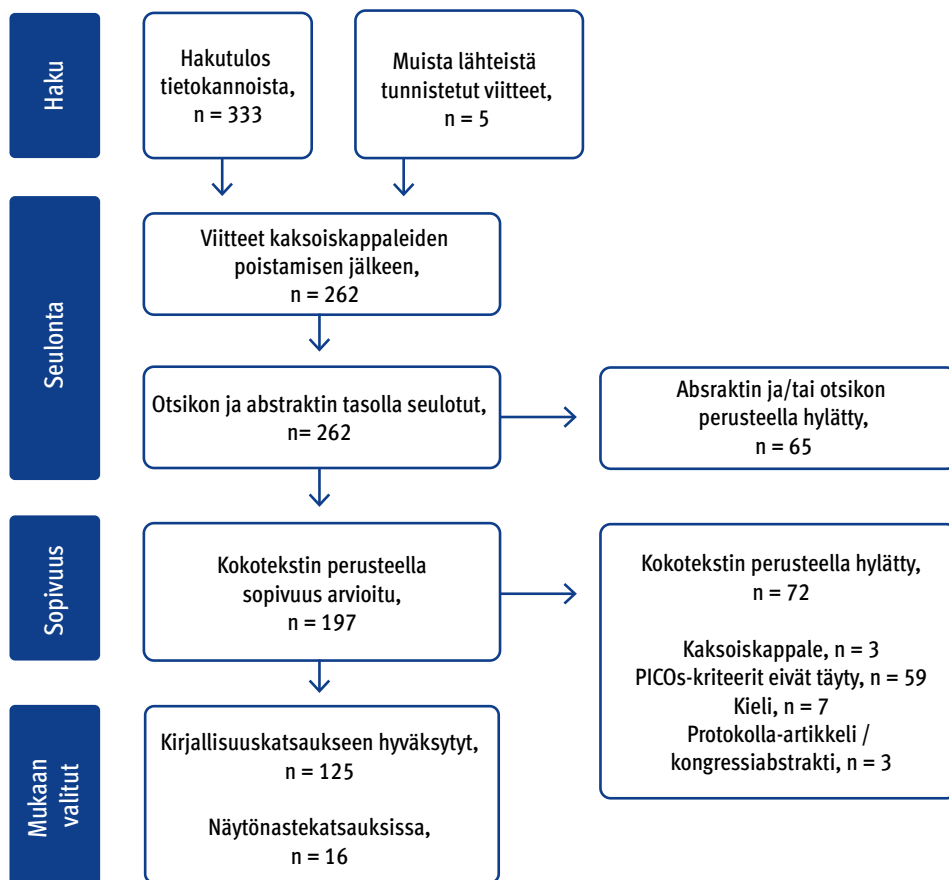 Haku
Hakutulos
tietokannoista,
n = 333
Muista lähteistä
tunnistetut viitteet,
n = 5
Seulonta
Viitteet kaksoiskappaleiden
poistamisen jälkeen,
n = 262
Otsikon ja abstraktin tasolla seulotut,
n= 262
Absraktin ja/tai otsikon
perusteella hylätty,
n = 65
Sopivuus
Kokotekstin perusteella
sopivuus arvioitu,
n = 197
Kokotekstin perusteella hylätty,
n = 72
Kaksoiskappale, n = 3
PICOs-kriteerit eivät täyty, n = 59
Kieli, n = 7
Protokolla-artikkeli /
kongressiabstrakti, n = 3
Mukaan
valitut
Kirjallisuuskatsaukseen hyväksytyt,
n = 125
Näytönastekatsauksissa,
n = 16